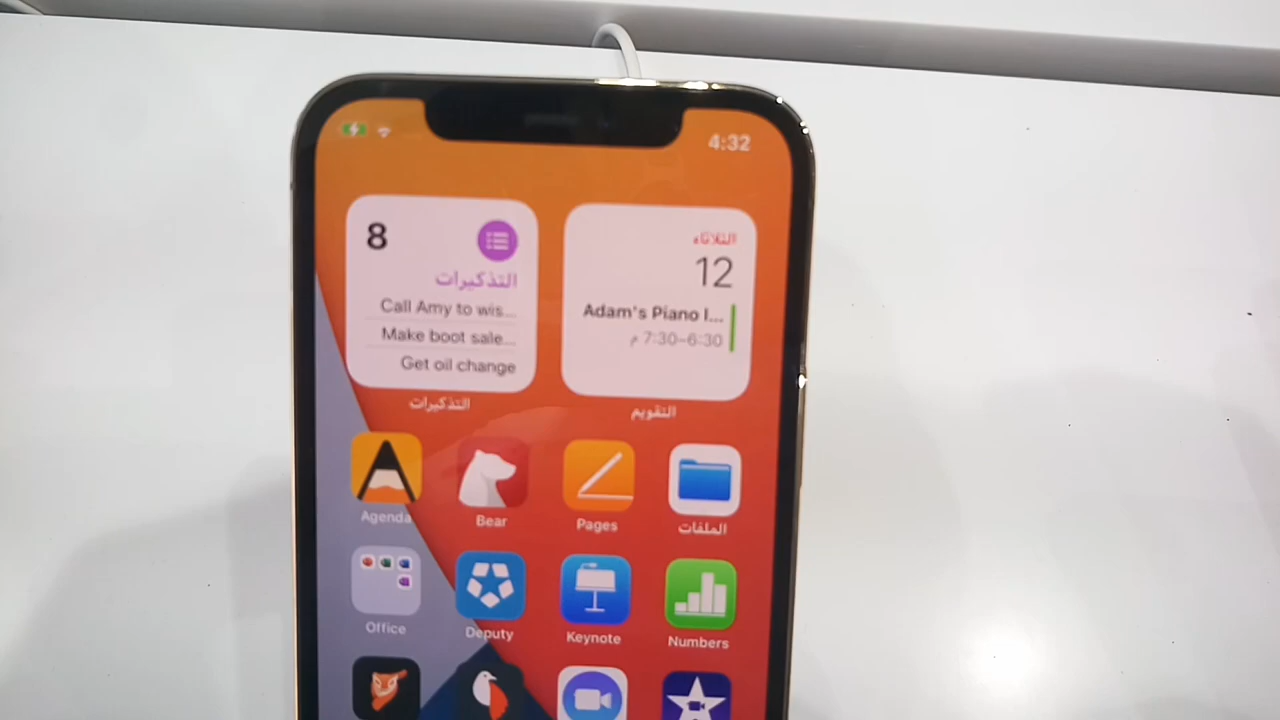 4:32
الثلاثاء
12
Adam's Piano l...
6:30–7:30 م
التقويم
8
التذكيرات
Call Amy to wis...
Make boot sale...
Get oil change
التذكيرات
الملفات
Pages
Bear
Agenda
Numbers
Keynote
Deputy
Office